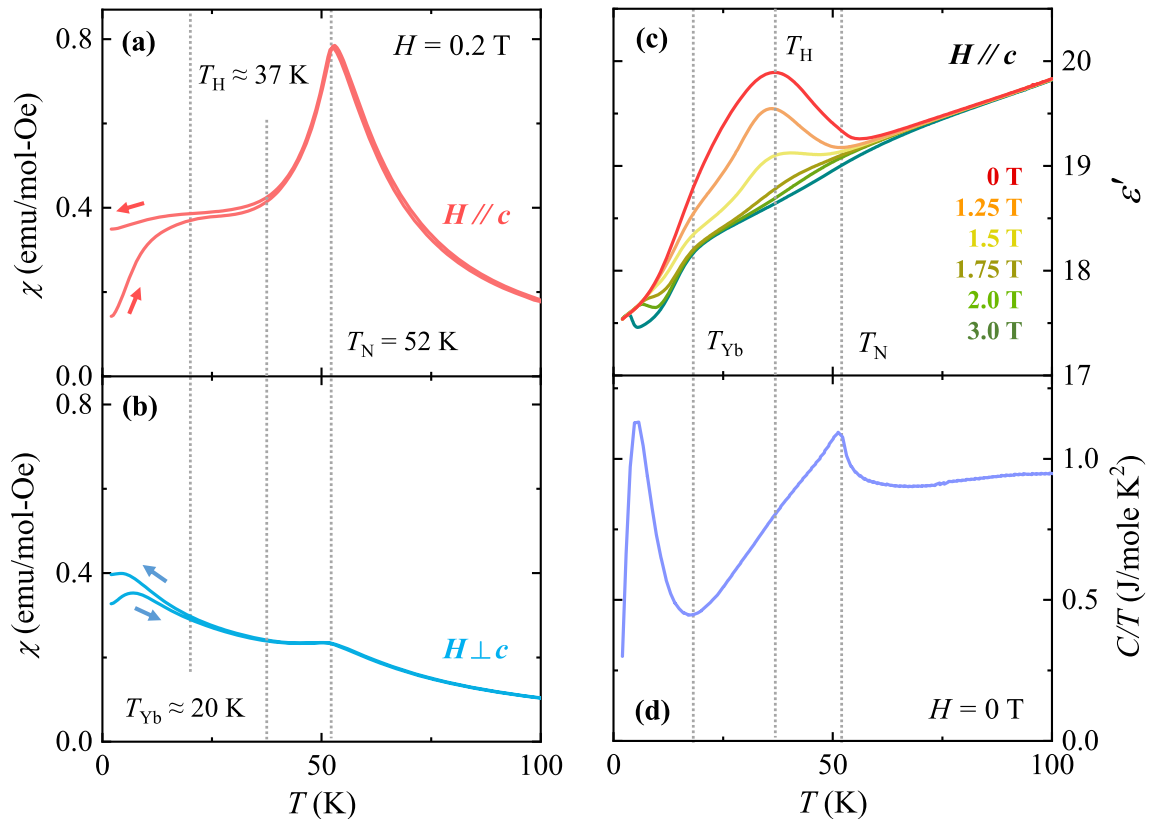 (a)
H = 0.2 T
T_H ≈ 37 K
H // c
T_N = 52 K
χ (emu/mol-Oe)
0.8
0.4
0.0
(b)
H ⊥ c
T_Yb ≈ 20 K
χ (emu/mol-Oe)
0.8
0.4
0.0
0
50
100
T (K)
(c)
T_H
H // c
0 T
1.25 T
1.5 T
1.75 T
2.0 T
3.0 T
T_Yb
T_N
20
19
18
17
ε′
(d)
H = 0 T
1.0
0.5
0.0
C/T (J/mole K²)
0
50
100
T (K)